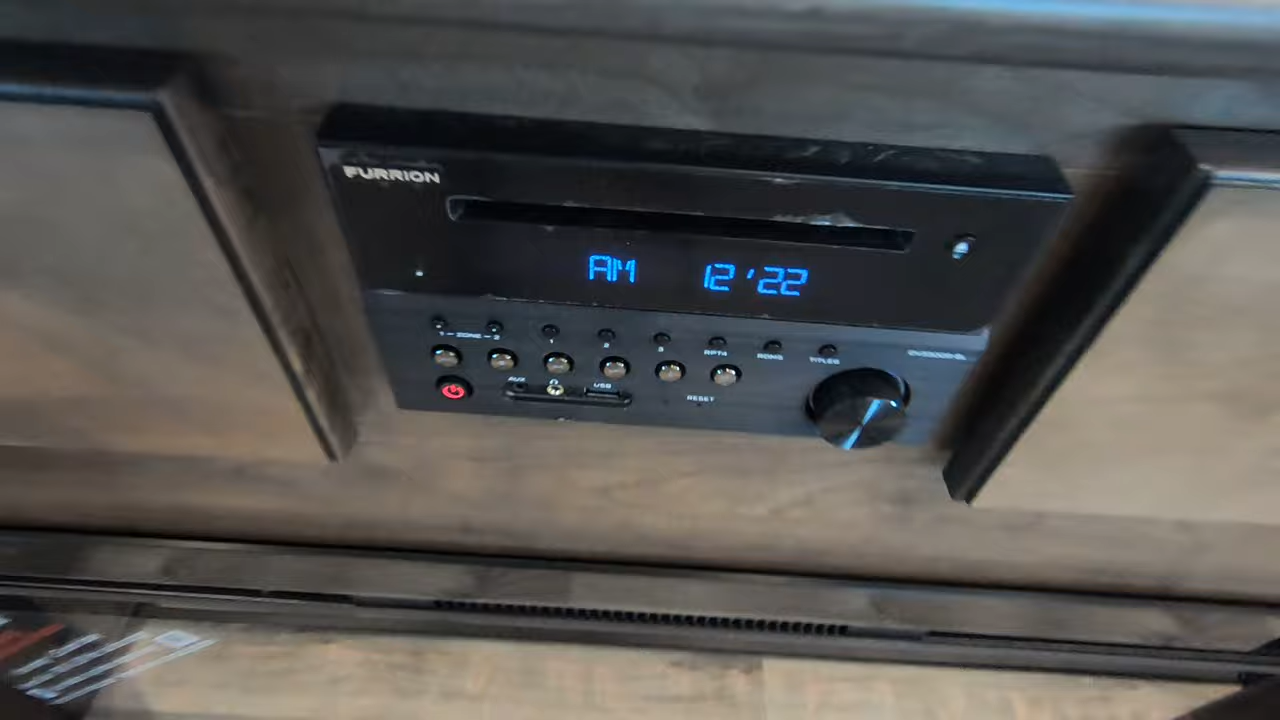 FURRION
AM 12'22
1 - ZONE - 2
1
2
3
RPT4
RDM5
TITLE6
AUX
USB
RESET